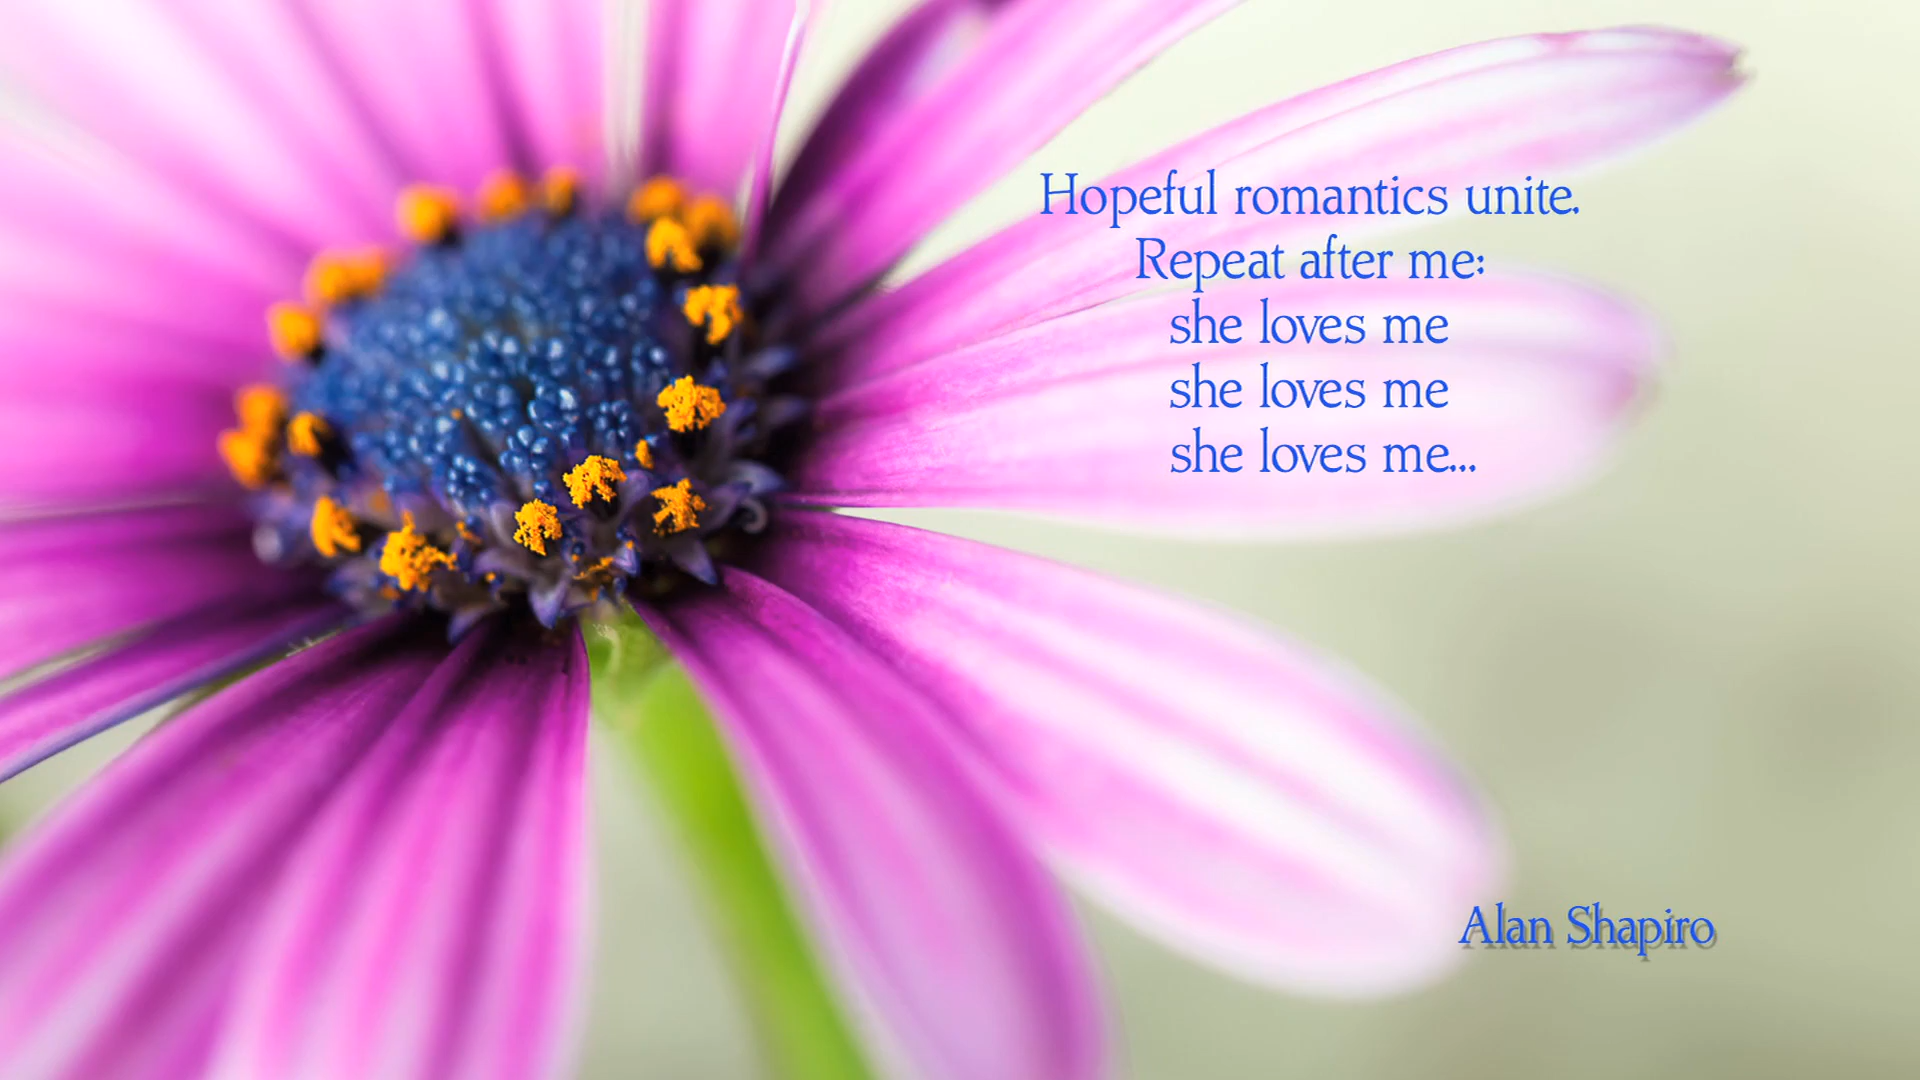 Hopeful romantics unite.
Repeat after me:
she loves me
she loves me
she loves me...
Alan Shapiro